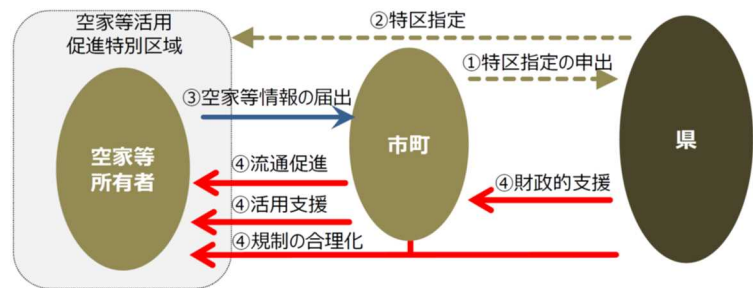 空家等活用
促進特別区域
②特区指定
①特区指定の申出
③空家等情報の届出
空家等
所有者
市町
県
④流通促進
④財政的支援
④活用支援
④規制の合理化